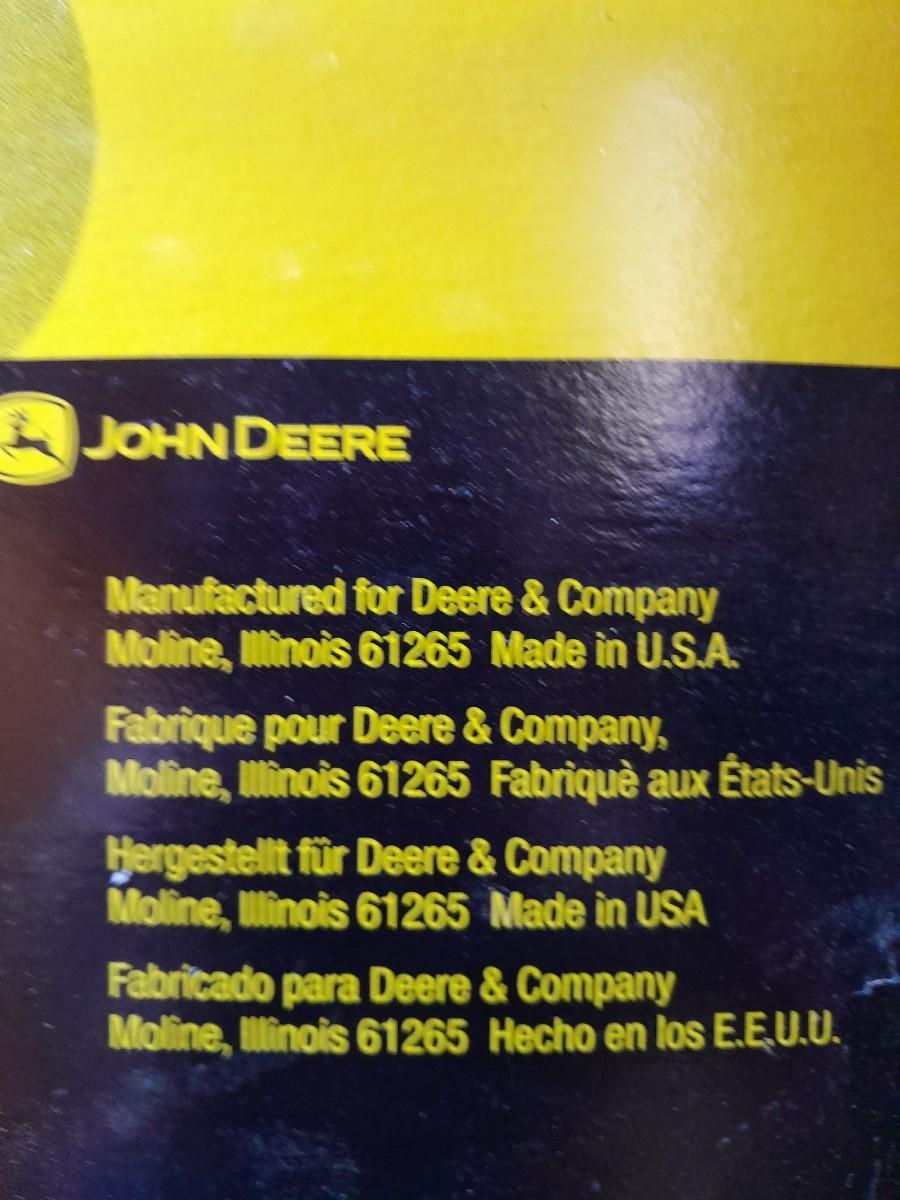 JOHN DEERE
Manufactured for Deere & Company
Moline, Illinois 61265 Made in U.S.A.
Fabrique pour Deere & Company,
Moline, Illinois 61265 Fabriquè aux États-Unis
Hergestellt für Deere & Company
Moline, Illinois 61265 Made in USA
Fabricado para Deere & Company
Moline, Illinois 61265 Hecho en los E.E.U.U.